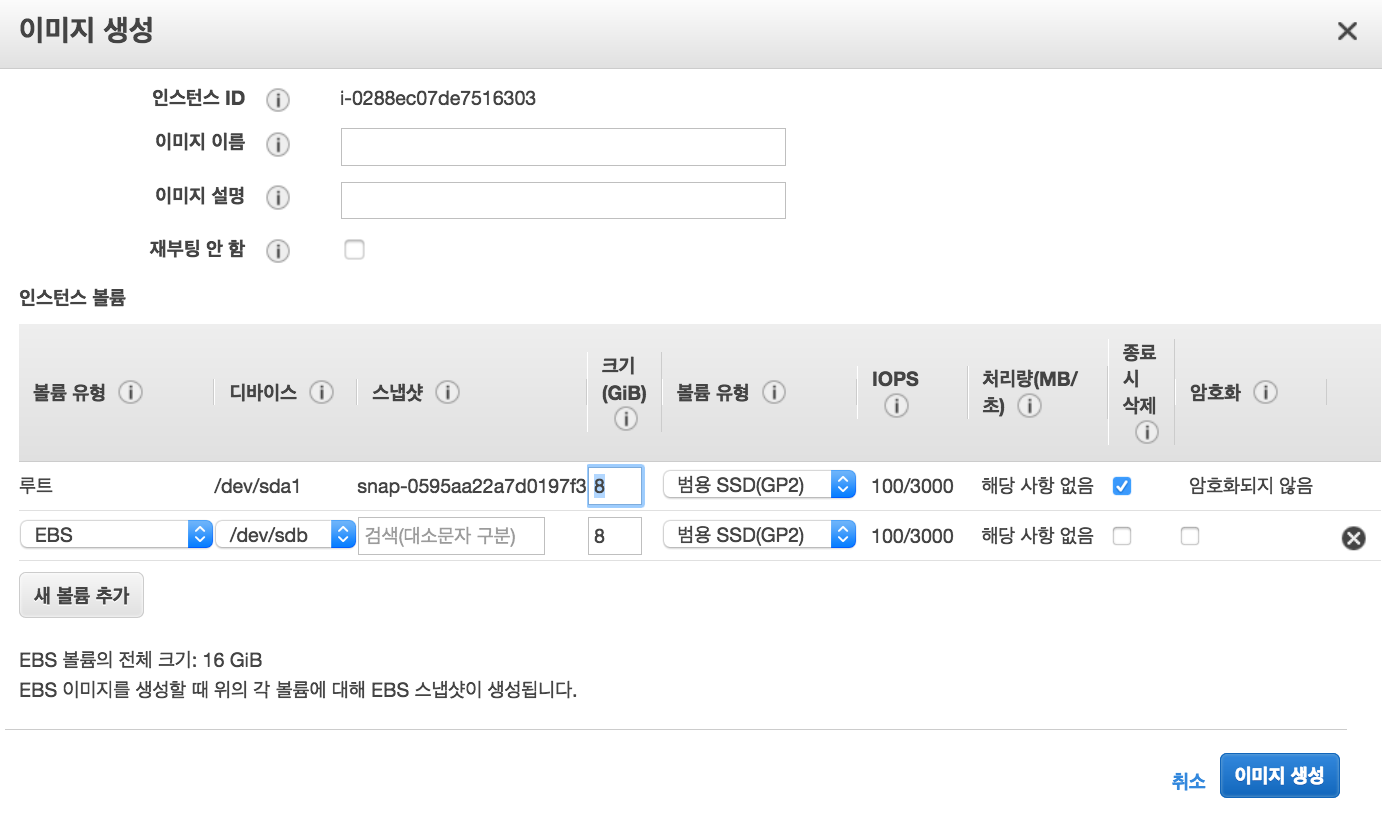 이미지 생성
인스턴스 ID
i-0288ec07de7516303
이미지 이름
이미지 설명
재부팅 안 함
인스턴스 볼륨
볼륨 유형 디바이스 스냅샷 크기 (GiB) 볼륨 유형 IOPS 처리량(MB/초) 종료 시 삭제 암호화
루트 /dev/sda1 snap-0595aa22a7d0197f3 8 범용 SSD(GP2) 100/3000 해당 사항 없음 암호화되지 않음
EBS /dev/sdb 검색(대소문자 구분) 8 범용 SSD(GP2) 100/3000 해당 사항 없음
새 볼륨 추가
EBS 볼륨의 전체 크기: 16 GiB
EBS 이미지를 생성할 때 위의 각 볼륨에 대해 EBS 스냅샷이 생성됩니다.
취소 이미지 생성